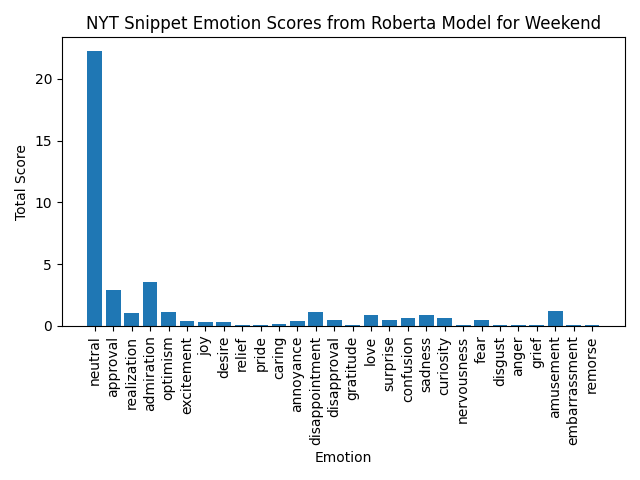 NYT Snippet Emotion Scores from Roberta Model for Weekend
Total Score
20
15
10
5
0
neutral
approval
realization
admiration
optimism
excitement
joy
desire
relief
pride
caring
annoyance
disappointment
disapproval
gratitude
love
surprise
confusion
sadness
curiosity
nervousness
fear
disgust
anger
grief
amusement
embarrassment
remorse
Emotion